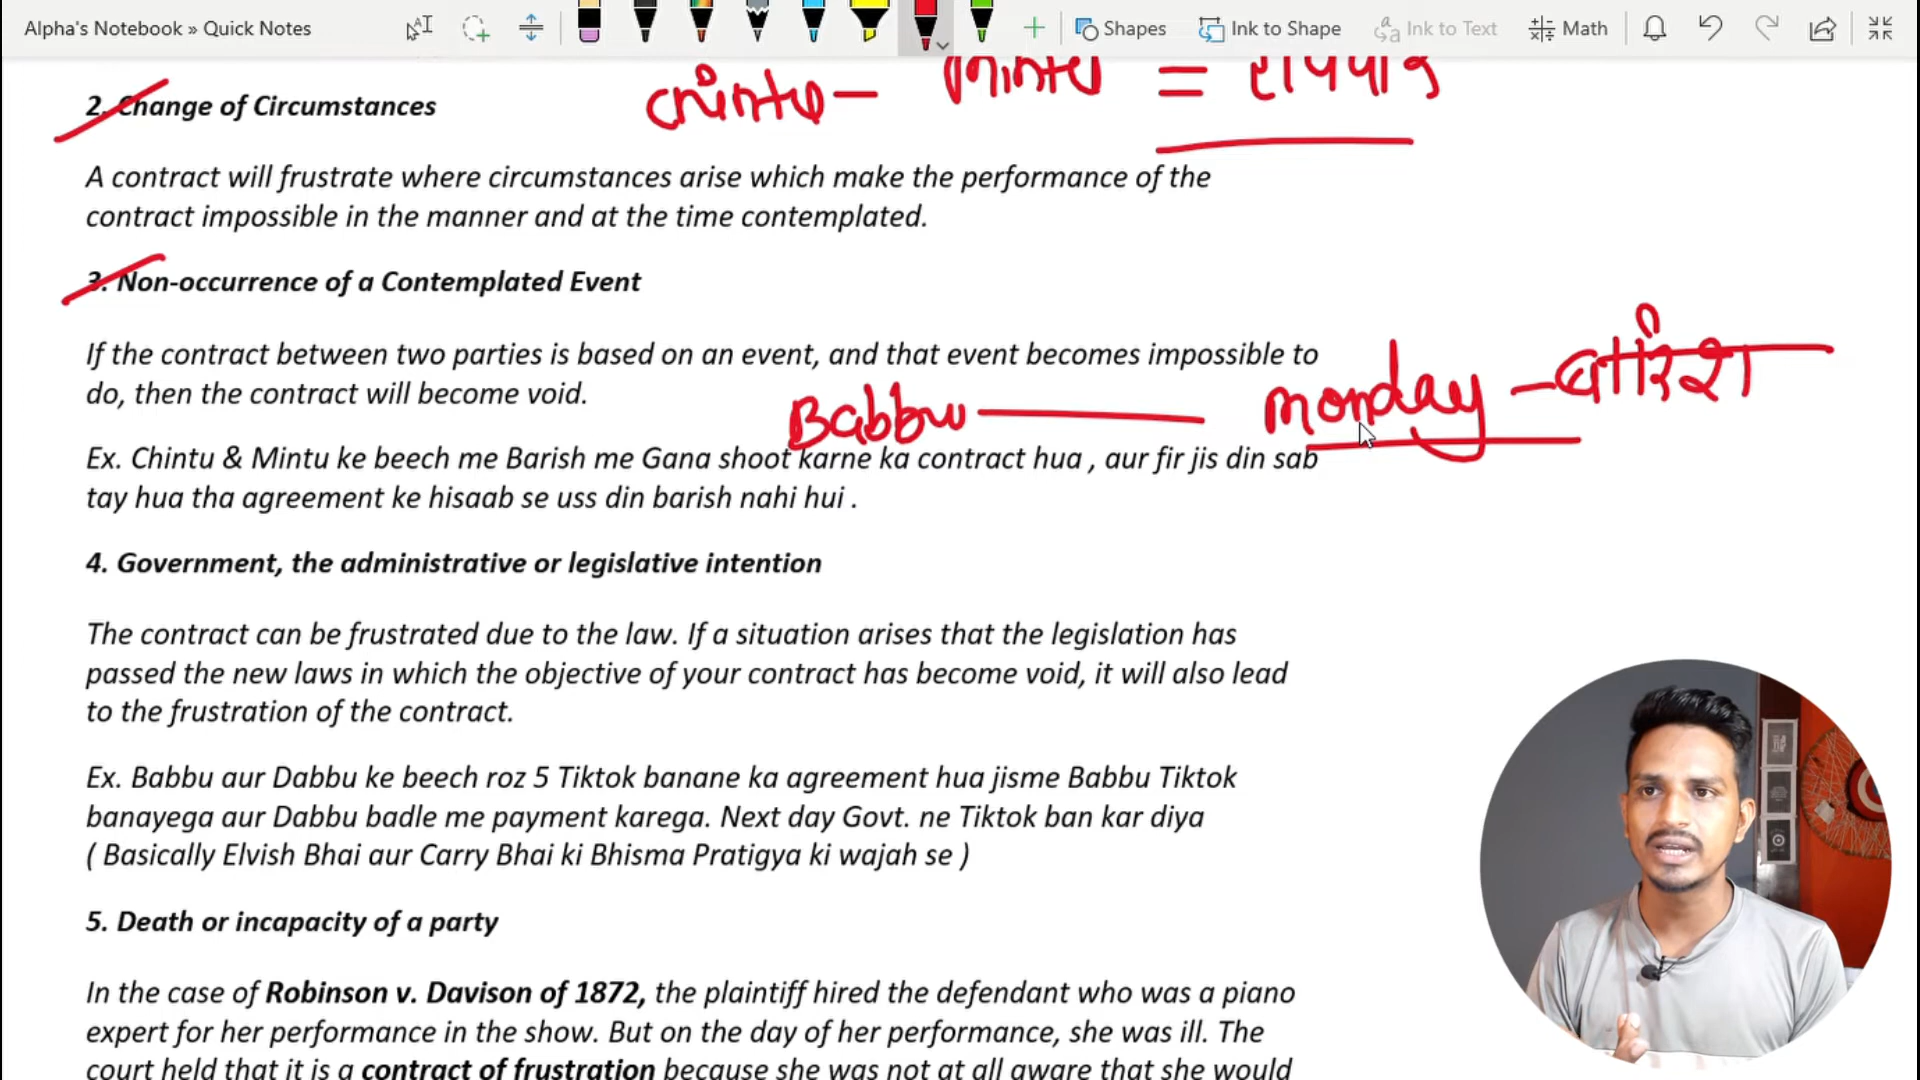 Alpha's Notebook » Quick Notes
Shapes
Ink to Shape
Ink to Text
Math
2. Change of Circumstances
Chintu — Mintu =
A contract will frustrate where circumstances arise which make the performance of the
contract impossible in the manner and at the time contemplated.
3. Non-occurrence of a Contemplated Event
If the contract between two parties is based on an event, and that event becomes impossible to
do, then the contract will become void.
Babbu — monday — बारिश
Ex. Chintu & Mintu ke beech me Barish me Gana shoot karne ka contract hua , aur fir jis din sab
tay hua tha agreement ke hisaab se uss din barish nahi hui .
4. Government, the administrative or legislative intention
The contract can be frustrated due to the law. If a situation arises that the legislation has
passed the new laws in which the objective of your contract has become void, it will also lead
to the frustration of the contract.
Ex. Babbu aur Dabbu ke beech roz 5 Tiktok banane ka agreement hua jisme Babbu Tiktok
banayega aur Dabbu badle me payment karega. Next day Govt. ne Tiktok ban kar diya
( Basically Elvish Bhai aur Carry Bhai ki Bhisma Pratigya ki wajah se )
5. Death or incapacity of a party
In the case of Robinson v. Davison of 1872, the plaintiff hired the defendant who was a piano
expert for her performance in the show. But on the day of her performance, she was ill. The
court held that it is a contract of frustration because she was not at all aware that she would